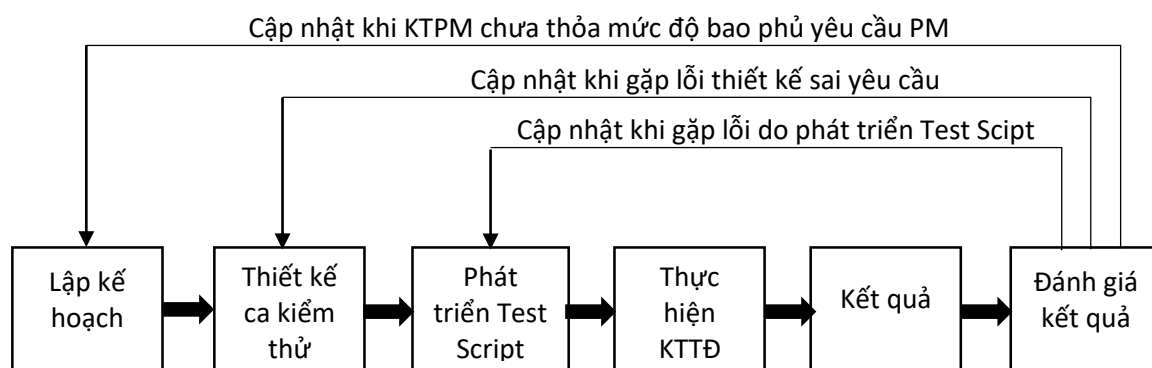 Cập nhật khi KTPM chưa thỏa mức độ bao phủ yêu cầu PM
Cập nhật khi gặp lỗi thiết kế sai yêu cầu
Cập nhật khi gặp lỗi do phát triển Test Scipt
Lập kế
hoạch
Thiết kế
ca kiểm
thử
Phát
triển Test
Script
Thực
hiện
KTTĐ
Kết quả
Đánh giá
kết quả